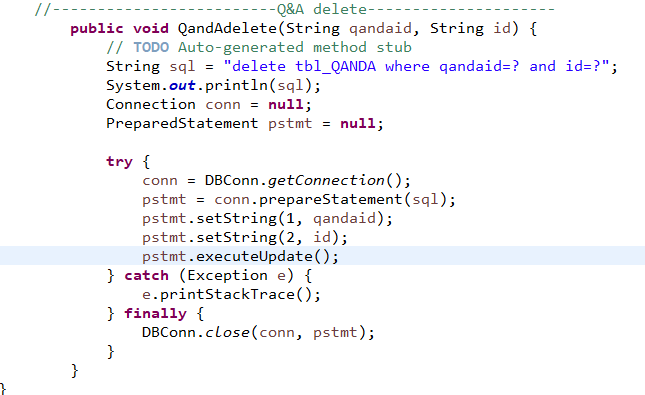 //-------------------------Q&A delete---------------------
public void QandAdelete(String qandaid, String id) {
// TODO Auto-generated method stub
String sql = "delete tbl_QANDA where qandaid=? and id=?";
System.out.println(sql);
Connection conn = null;
PreparedStatement pstmt = null;
try {
conn = DBConn.getConnection();
pstmt = conn.prepareStatement(sql);
pstmt.setString(1, qandaid);
pstmt.setString(2, id);
pstmt.executeUpdate();
} catch (Exception e) {
e.printStackTrace();
} finally {
DBConn.close(conn, pstmt);
}
}
}